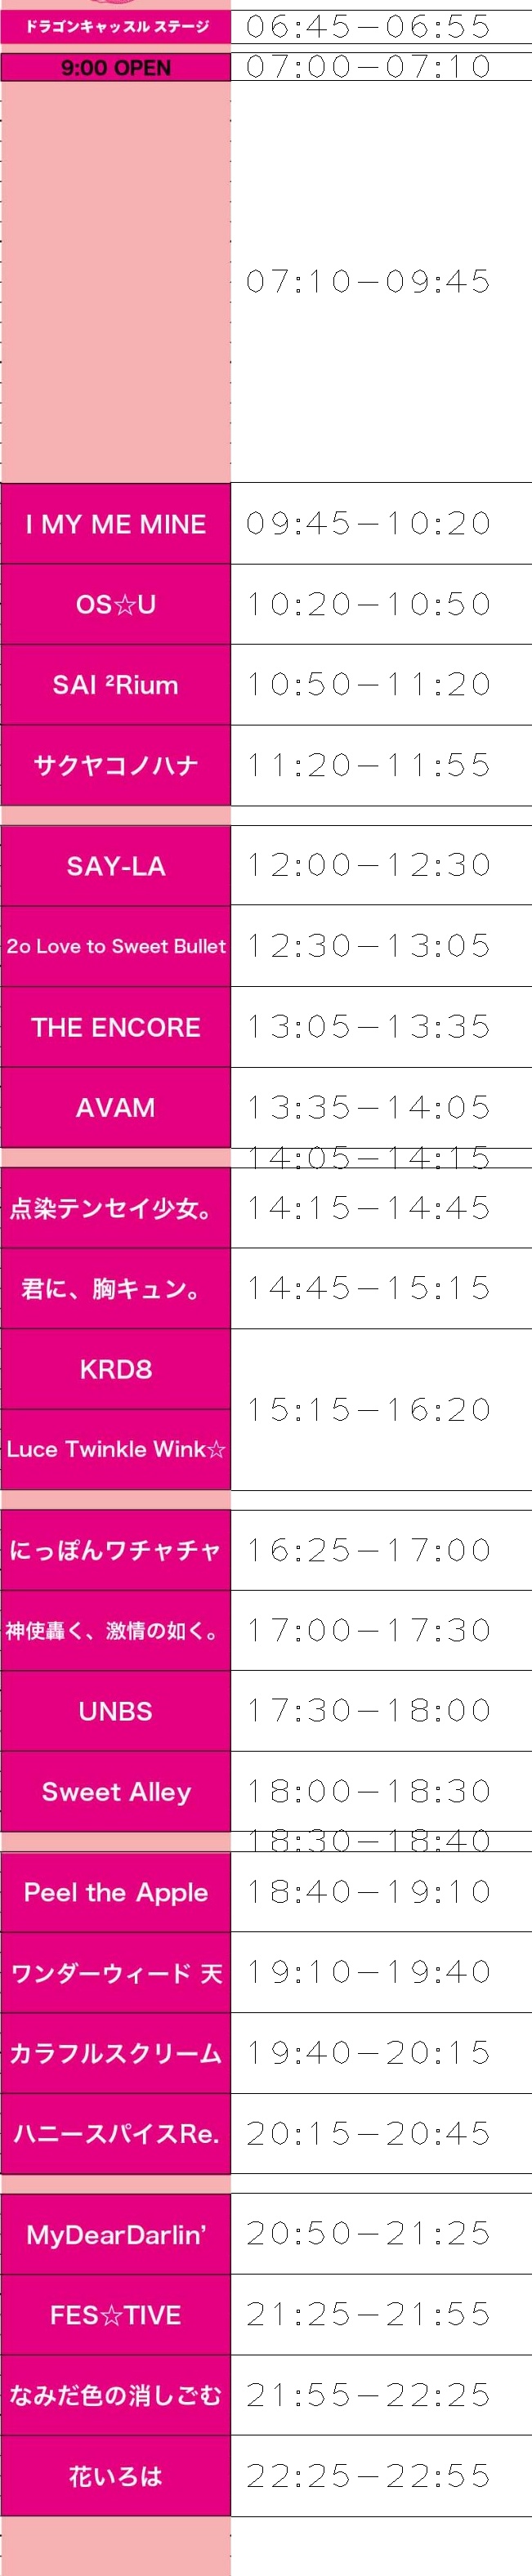 ドラゴンキャッスル ステージ 06:45−06:55
9:00 OPEN 07:00−07:10
07:10−09:45
I MY ME MINE 09:45−10:20
OS☆U 10:20−10:50
SAI ²Rium 10:50−11:20
サクヤコノハナ 11:20−11:55
SAY-LA 12:00−12:30
2o Love to Sweet Bullet 12:30−13:05
THE ENCORE 13:05−13:35
AVAM 13:35−14:05
14:05−14:15
点染テンセイ少女。 14:15−14:45
君に、胸キュン。 14:45−15:15
KRD8
15:15−16:20
Luce Twinkle Wink☆
にっぽんワチャチャ 16:25−17:00
神使轟く、激情の如く。 17:00−17:30
UNBS 17:30−18:00
Sweet Alley 18:00−18:30
18:30−18:40
Peel the Apple 18:40−19:10
ワンダーウィード 天 19:10−19:40
カラフルスクリーム 19:40−20:15
ハニースパイスRe. 20:15−20:45
MyDearDarlin’ 20:50−21:25
FES☆TIVE 21:25−21:55
なみだ色の消しごむ 21:55−22:25
花いろは 22:25−22:55